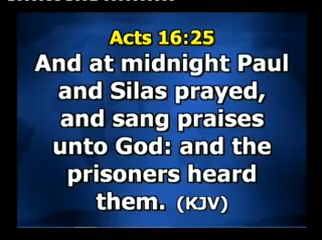 Acts 16:25
And at midnight Paul
and Silas prayed,
and sang praises
unto God: and the
prisoners heard
them. (KJV)